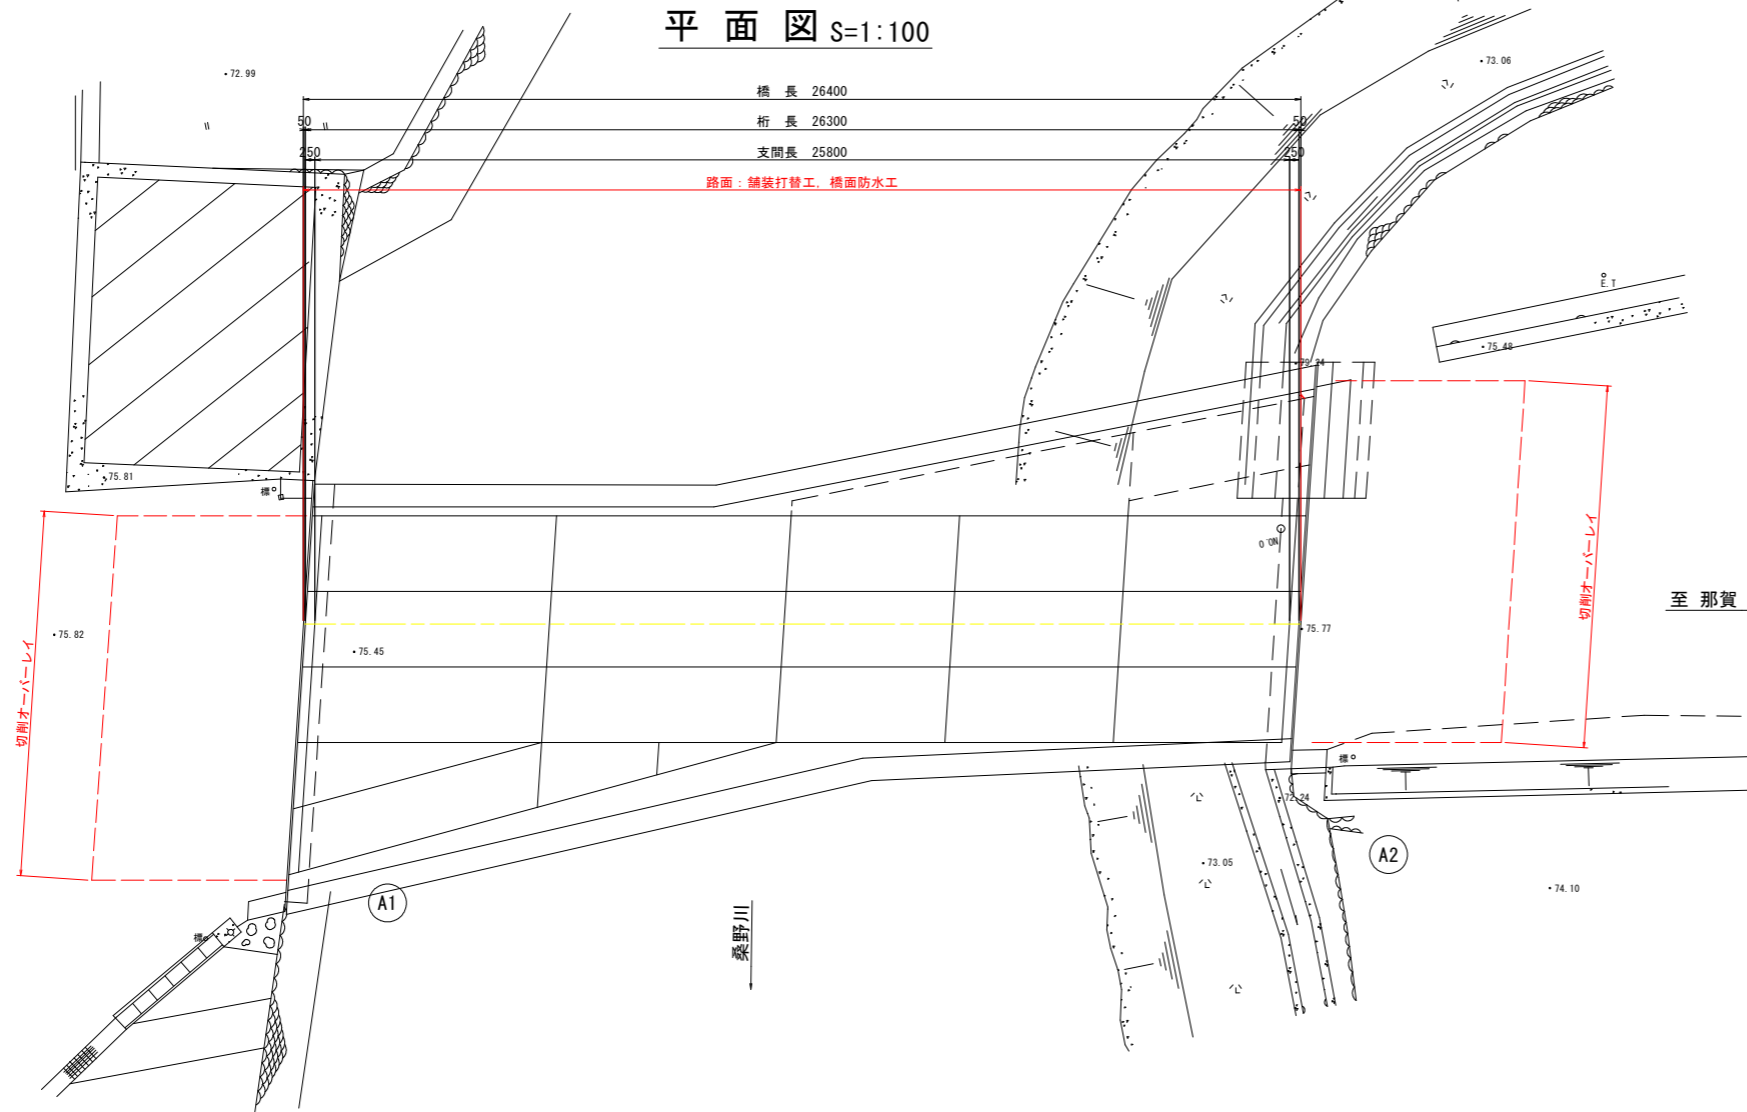 平面図 S=1:100
72.99
73.06
橋長 26400
50 桁長 26300 50
250 支間長 25800 250
路面：舗装打替工、橋面防水工
E.T
75.48
75.81
標
NO.0
切削オーバーレイ
切削オーバーレイ
至 那賀
75.82
75.45
75.77
標
72.24
A2
73.05
74.10
A1
標
桑野川